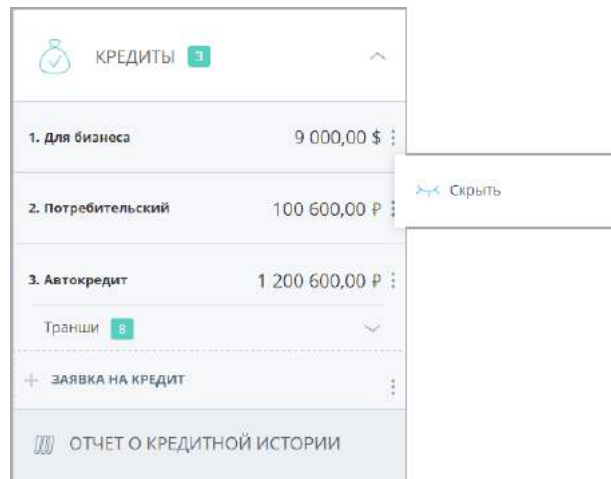 КРЕДИТЫ 3
1. Для бизнеса 9 000,00 $
Скрыть
2. Потребительский 100 600,00 ₽
3. Автокредит 1 200 600,00 ₽
Транши 8
+ ЗАЯВКА НА КРЕДИТ
ОТЧЕТ О КРЕДИТНОЙ ИСТОРИИ